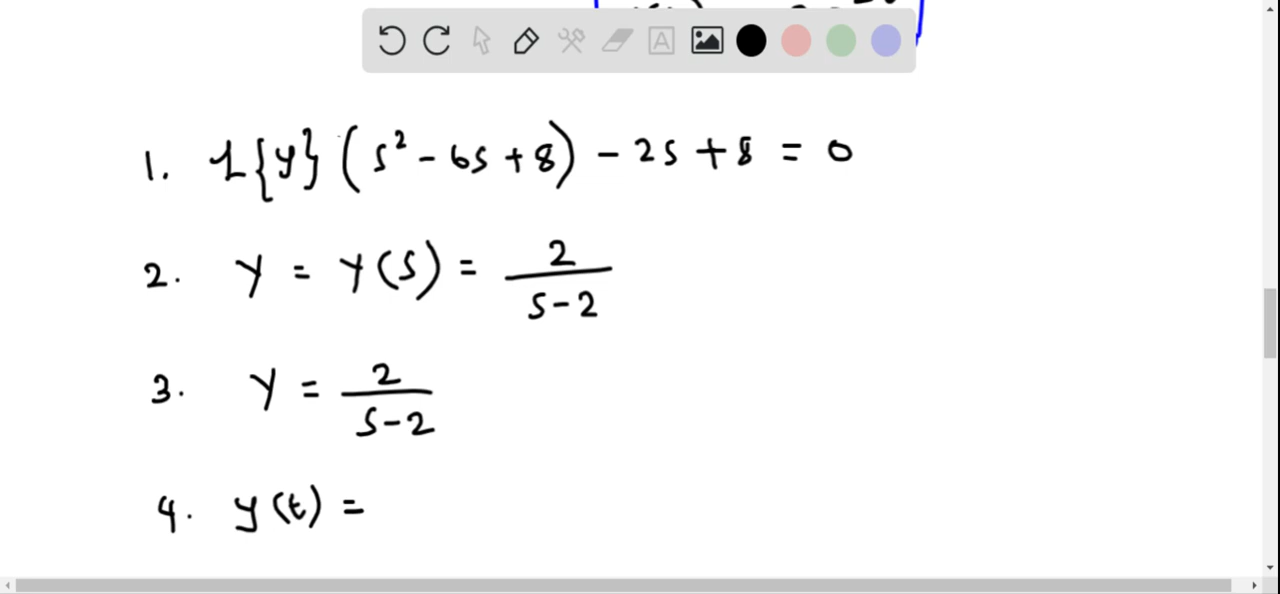 1. L{y} (s² - 6s + 8) - 2s + 8 = 0
2. Y = Y(s) = 2/(s-2)
3. Y = 2/(s-2)
4. y(t) =